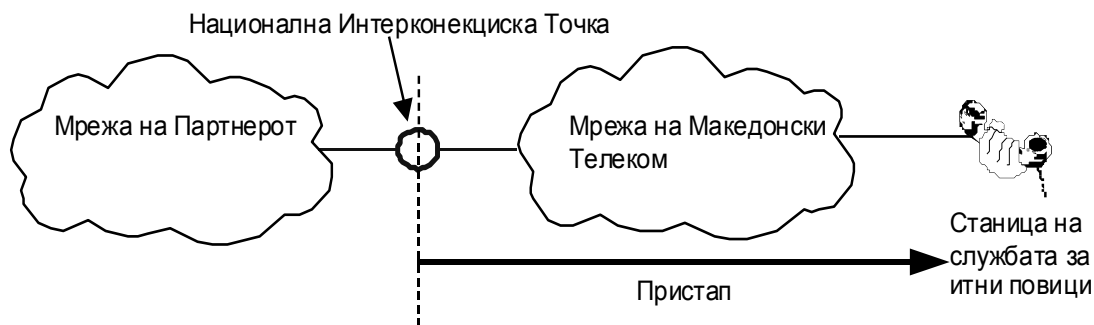 Национална Интерконекциска Точка
Мрежа на Партнерот
Мрежа на Македонски
Телеком
Станица на
службата за
итни повици
Пристап